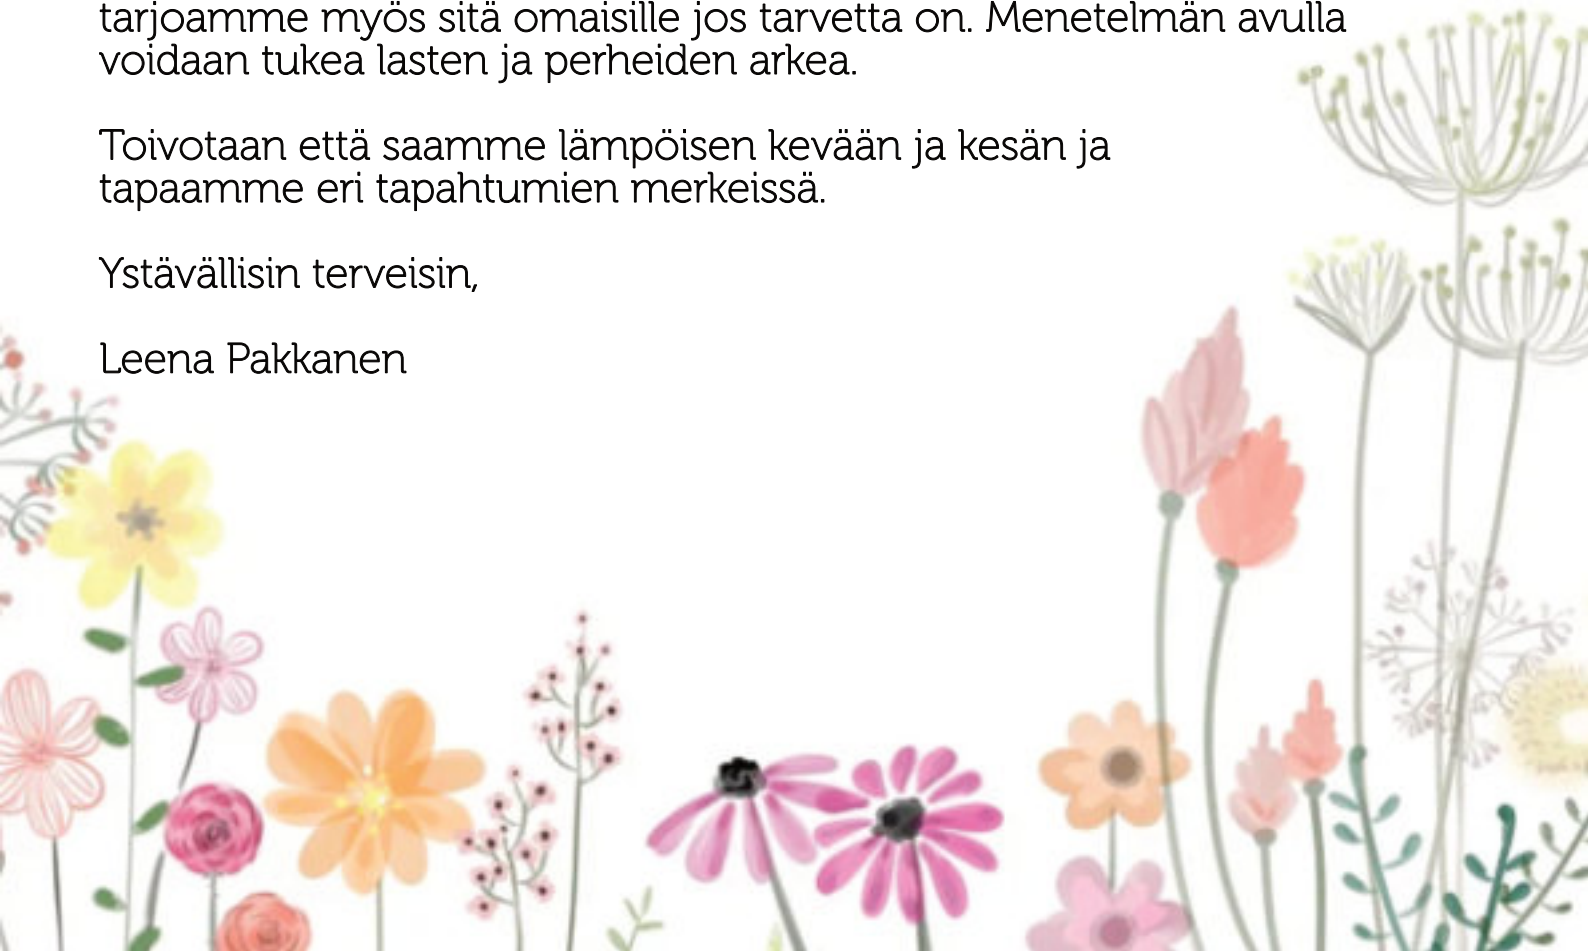 tarjoamme myös sitä omaisille jos tarvetta on. Menetelmän avulla
voidaan tukea lasten ja perheiden arkea.
Toivotaan että saamme lämpöisen kevään ja kesän ja
tapaamme eri tapahtumien merkeissä.
Ystävällisin terveisin,
Leena Pakkanen